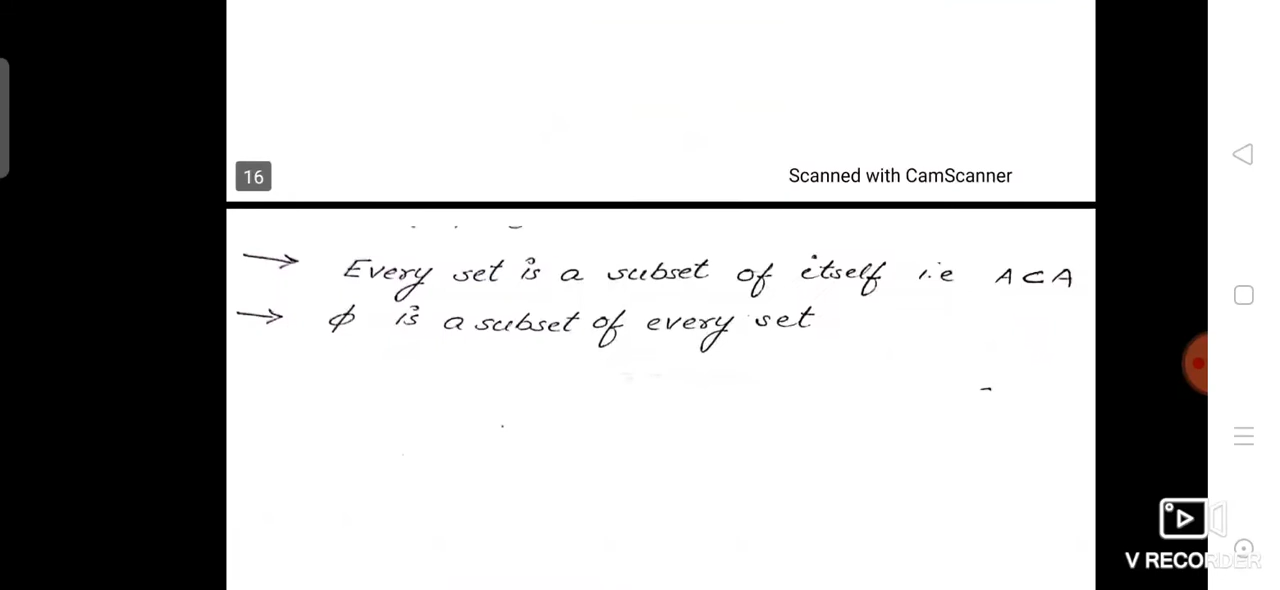 16
Scanned with CamScanner
→ Every set is a subset of itself i.e A⊂A
→ ϕ is a subset of every set
V RECORDER